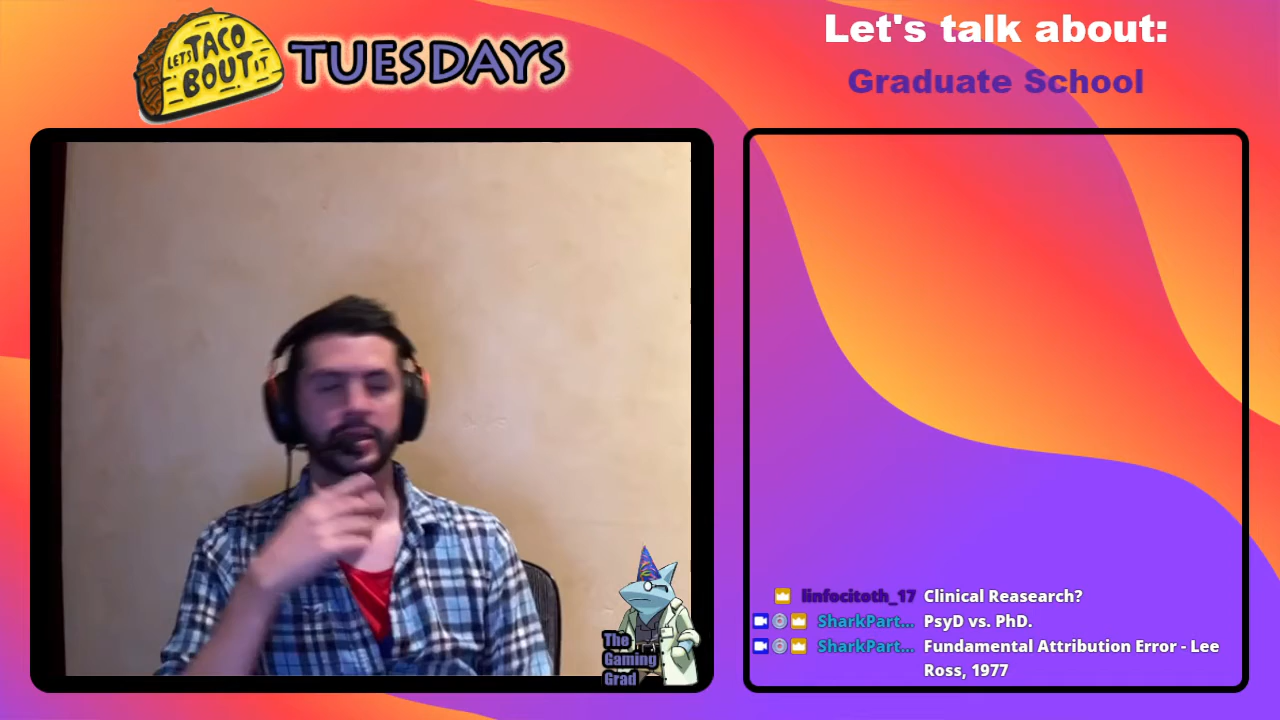 LETS TACO
BOUT IT
TUESDAYS
Let's talk about:
Graduate School
The
Gaming
Grad
linfocitoth_17 Clinical Reasearch?
SharkPart... PsyD vs. PhD.
SharkPart... Fundamental Attribution Error - Lee
Ross, 1977